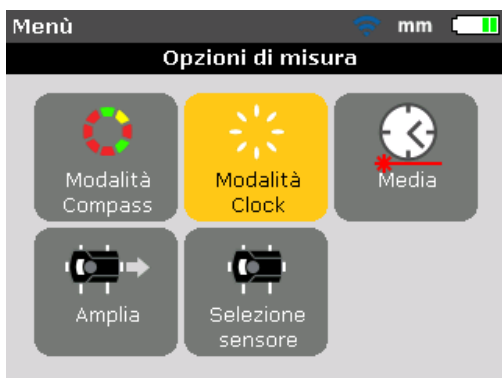 Menù mm
Opzioni di misura
Modalità
Compass
Modalità
Clock
Media
Amplia
Selezione
sensore